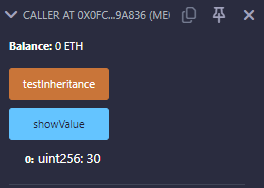 CALLER AT 0X0FC...9A836 (ME
Balance: 0 ETH
testInheritance
showValue
0: uint256: 30